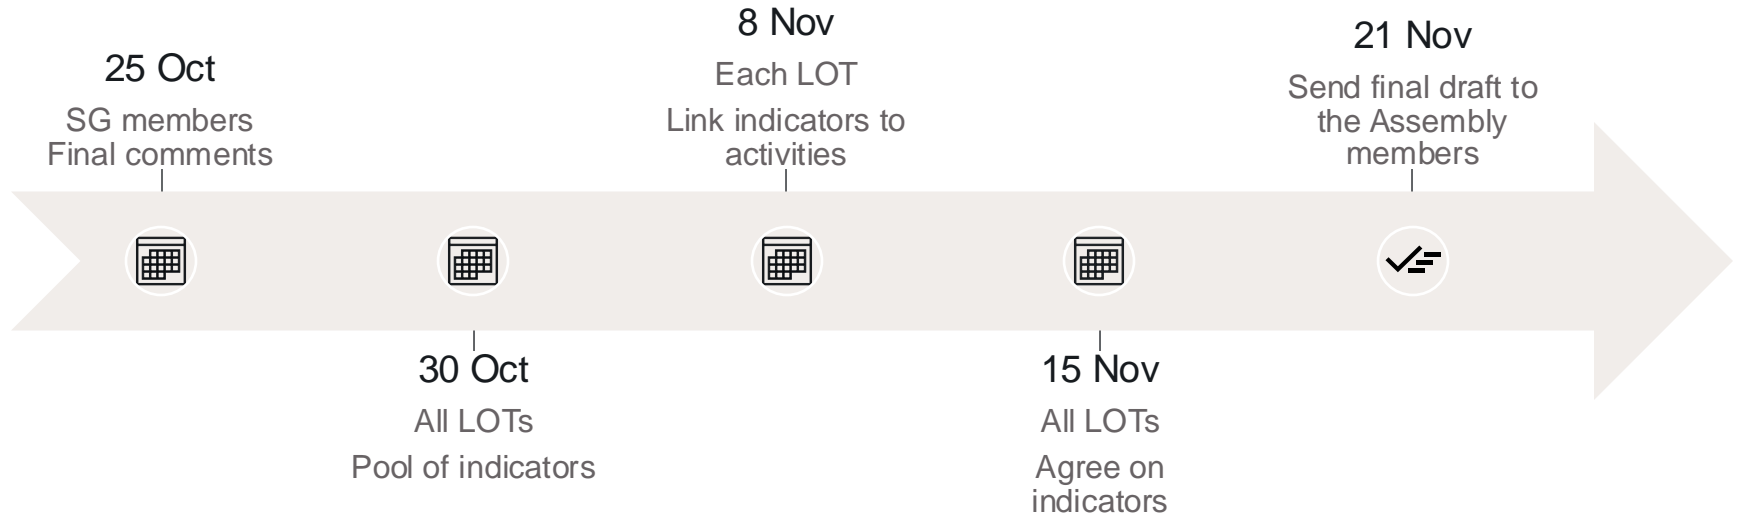 25 Oct
SG members
Final comments
30 Oct
All LOTs
Pool of indicators
8 Nov
Each LOT
Link indicators to
activities
15 Nov
All LOTs
Agree on
indicators
21 Nov
Send final draft to
the Assembly
members